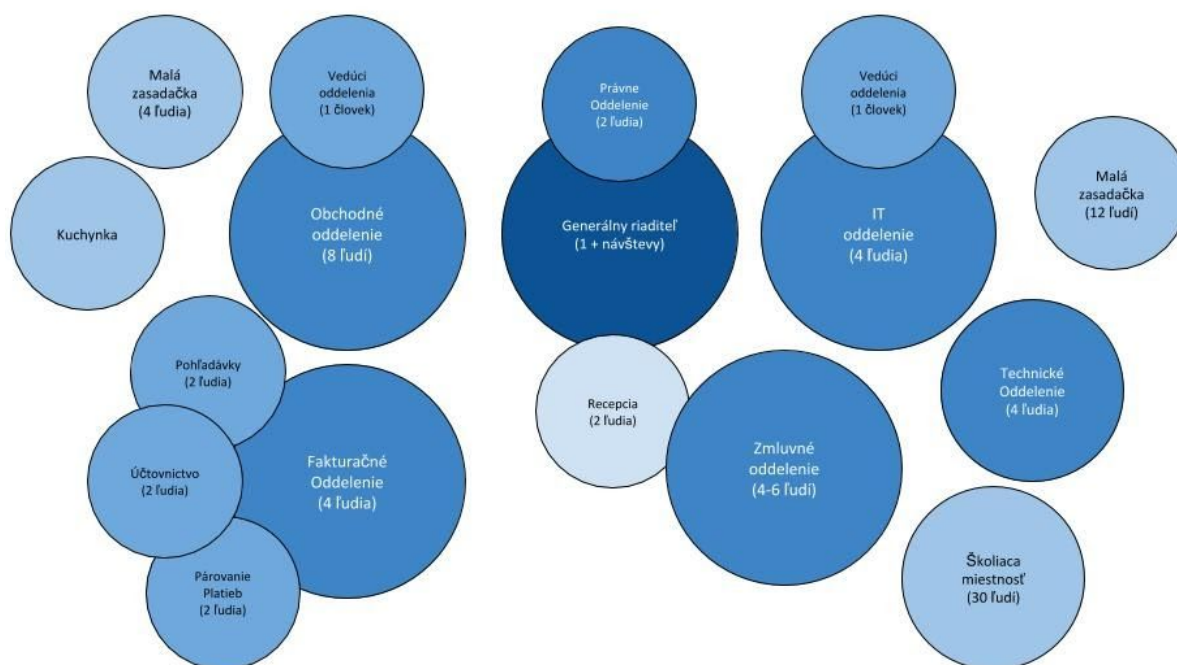 Malá
zasadačka
(4 ľudia)
Vedúci
oddelenia
(1 človek)
Právne
Oddelenie
(2 ľudia)
Vedúci
oddelenia
(1 človek)
Malá
zasadačka
(12 ľudí)
Kuchynka
Obchodné
oddelenie
(8 ľudí)
Generálny riaditeľ
(1 + návštevy)
IT
oddelenie
(4 ľudia)
Pohľadávky
(2 ľudia)
Recepcia
(2 ľudia)
Technické
Oddelenie
(4 ľudia)
Účtovnictvo
(2 ľudia)
Fakturačné
Oddelenie
(4 ľudia)
Zmluvné
oddelenie
(4-6 ľudí)
Párovanie
Platieb
(2 ľudia)
Školiaca
miestnosť
(30 ľudí)